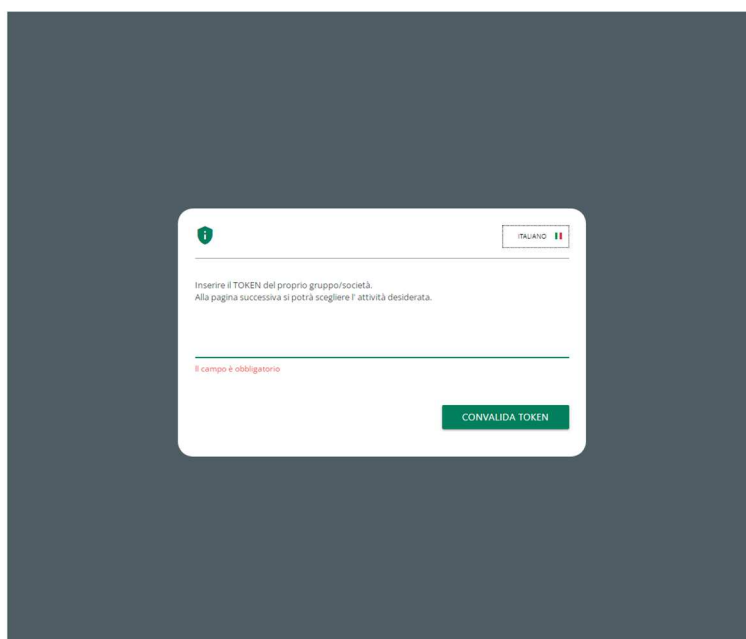 ITALIANO
Inserire il TOKEN del proprio gruppo/società.
Alla pagina successiva si potrà scegliere l' attività desiderata.
Il campo è obbligatorio
CONVALIDA TOKEN